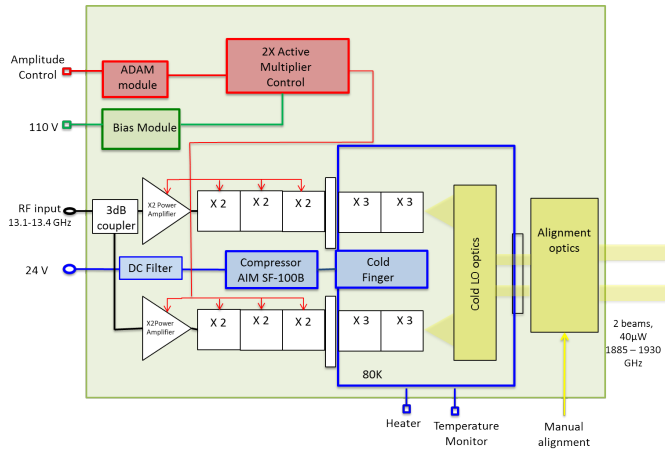 Amplitude
Control
ADAM
module
2X Active
Multiplier
Control
110 V
Bias Module
RF input
13.1-13.4 GHz
3dB
coupler
X2 Power
Amplifier
X 2
X 2
X 2
X 3
X 3
24 V
DC Filter
Compressor
AIM SF-100B
Cold
Finger
Cold LO optics
Alignment
optics
X2Power
Amplifier
X 2
X 2
X 2
X 3
X 3
2 beams,
40µW
1885 – 1930
GHz
80K
Heater
Temperature
Monitor
Manual
alignment